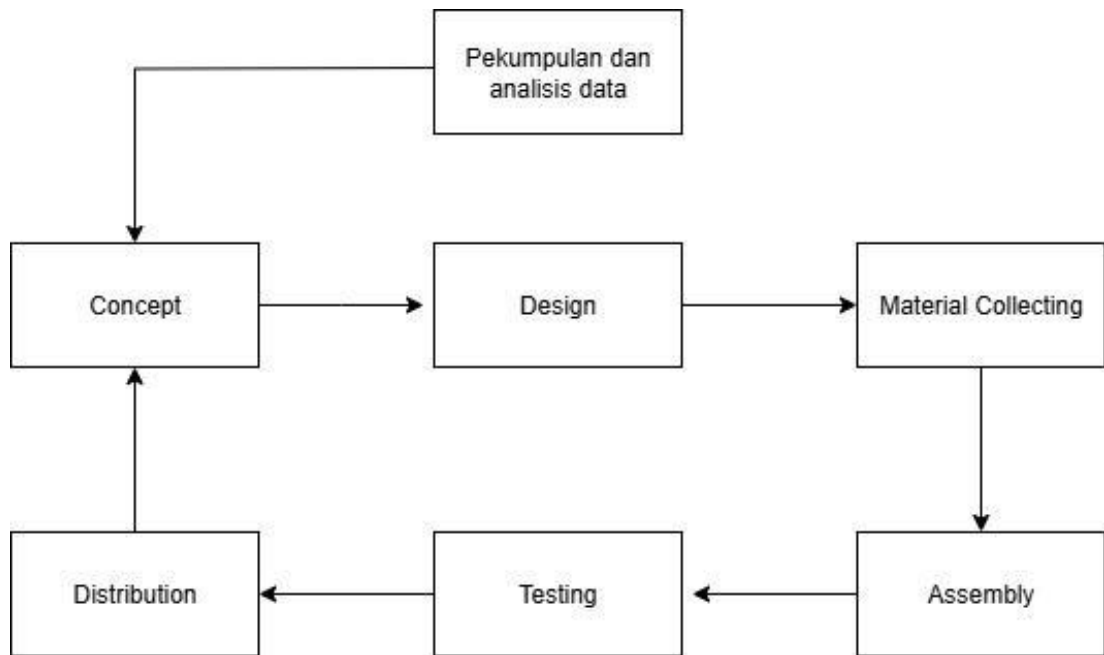 Pekumpulan dan
analisis data
Concept
Design
Material Collecting
Distribution
Testing
Assembly